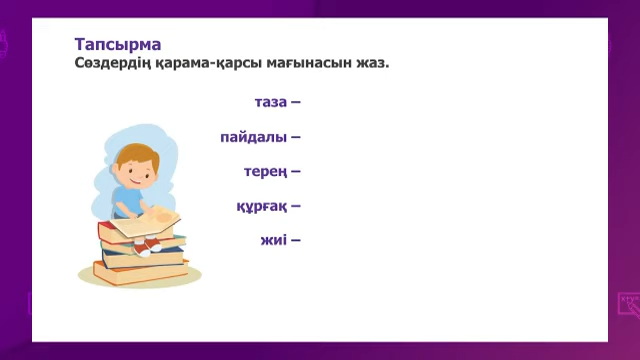 Тапсырма
Сөздердің қарама-қарсы мағынасын жаз.
таза –
пайдалы –
терең –
құрғақ –
жиі –